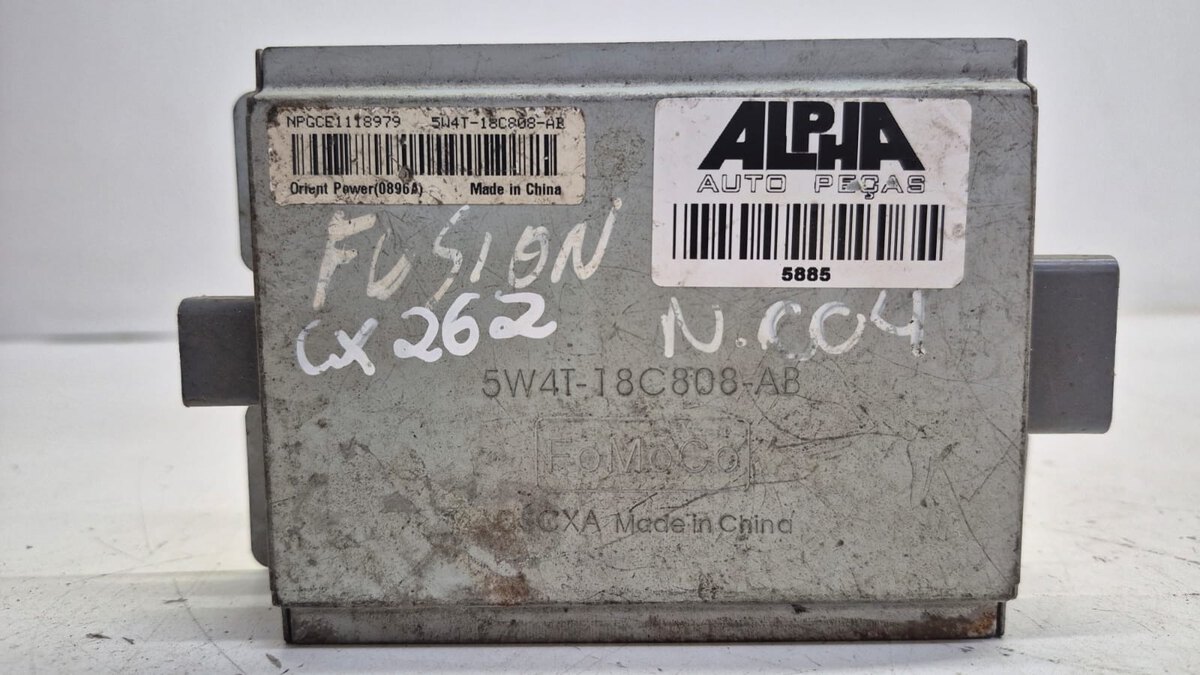 NPGCE1118979 5W4T-18C808-AB
Orient Power(0896A) Made in China
ALPHA
AUTO PEÇAS
5885
FUSION
CX 262
N.004
5W4T-18C808-AB
FoMoCo
Made in China